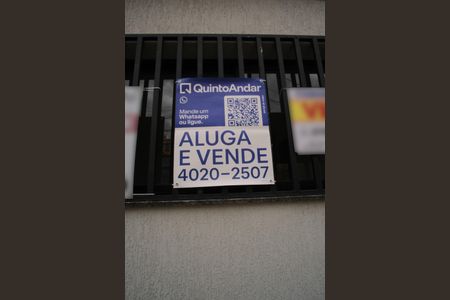 QuintoAndar
Mande um
Whatsapp
ou ligue.
ALUGA
E VENDE
4020-2507